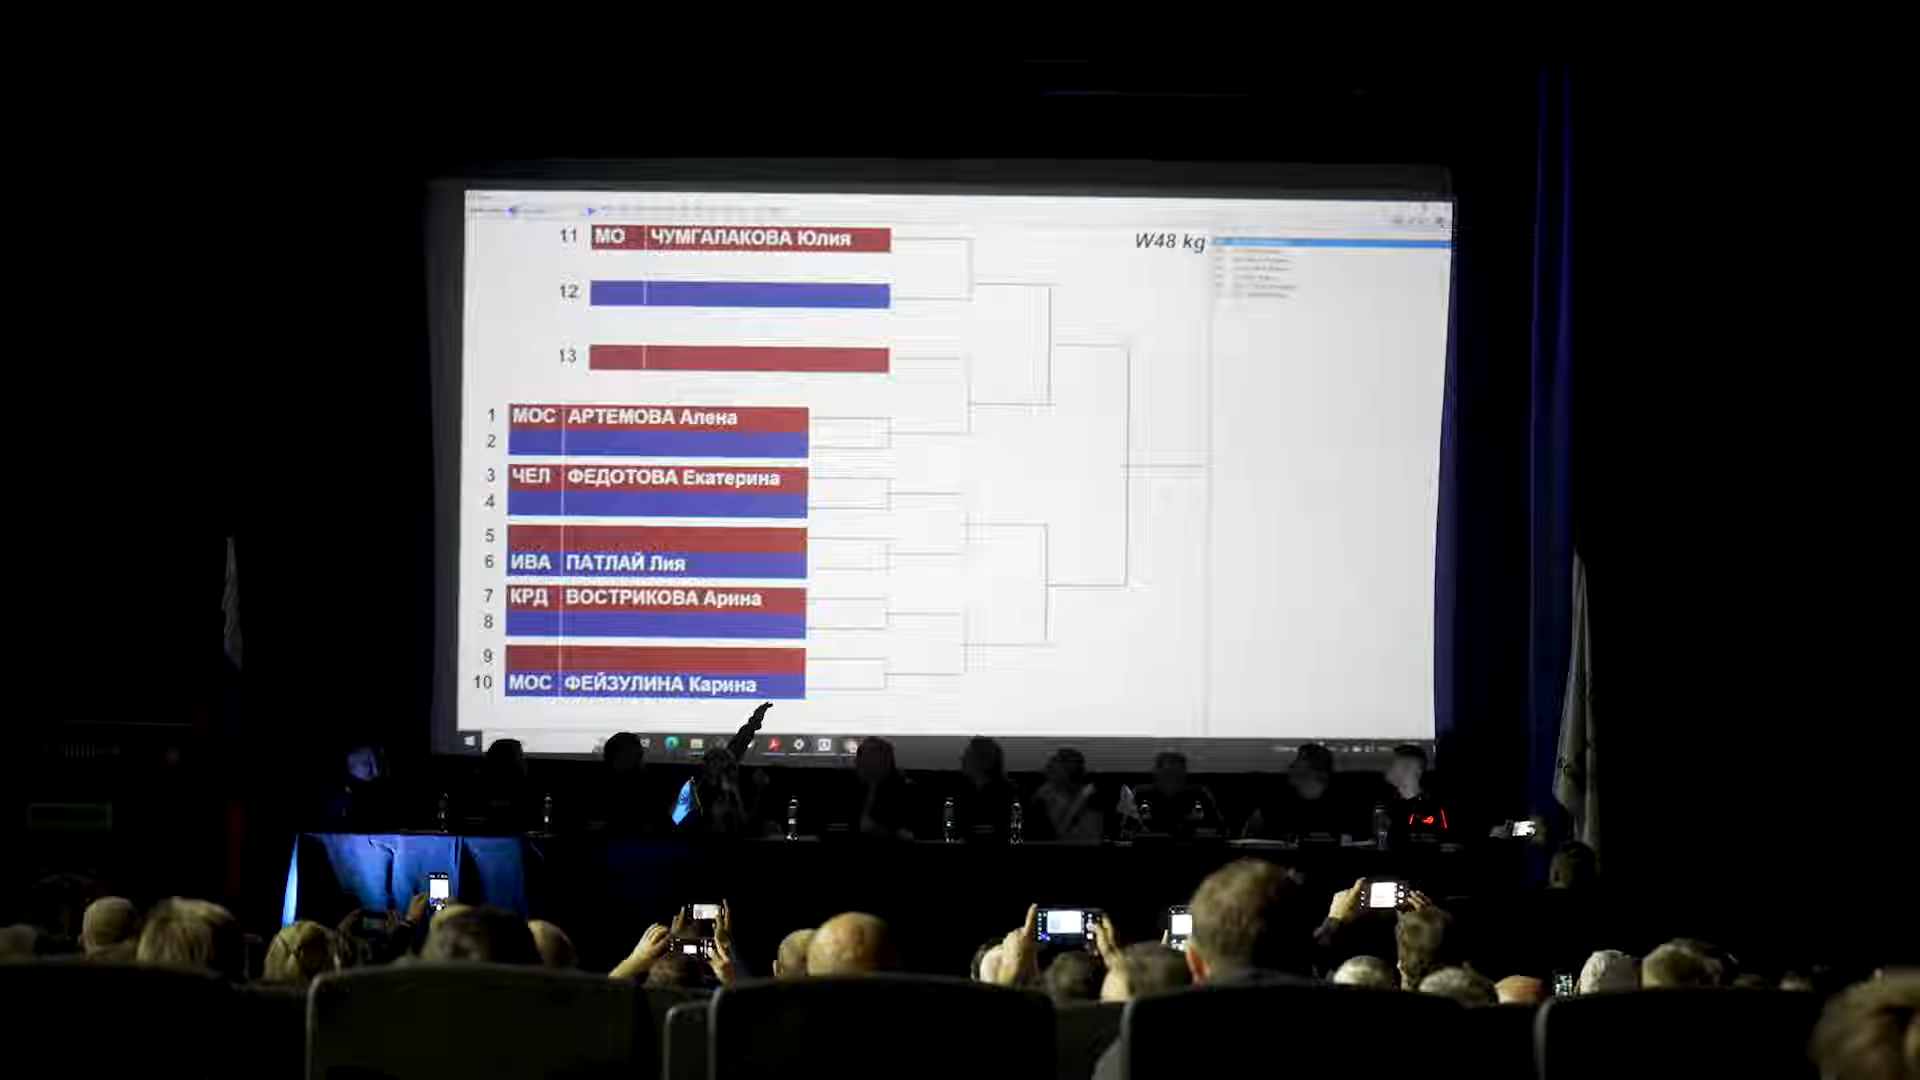 11 МО ЧУМГАЛАКОВА Юлия
W48 kg
12
13
1 МОС АРТЕМОВА Алена
2
3 ЧЕЛ ФЕДОТОВА Екатерина
4
5
6 ИВА ПАТЛАЙ Лия
7 КРД ВОСТРИКОВА Арина
8
9
10 МОС ФЕЙЗУЛИНА Карина